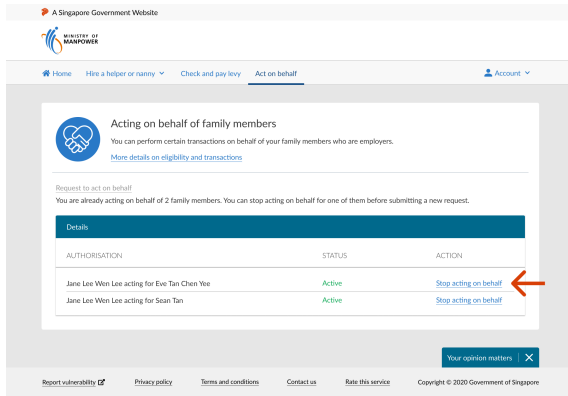 A Singapore Government Website
MINISTRY OF
MANPOWER
Home Hire a helper or nanny Check and pay levy Act on behalf Account
Acting on behalf of family members
You can perform certain transactions on behalf of your family members who are employers.
More details on eligibility and transactions
Request to act on behalf
You are already acting on behalf of 2 family members. You can stop acting on behalf for one of them before submitting a new request.
Details
AUTHORISATION STATUS ACTION
Jane Lee Wen Lee acting for Eve Tan Chen Yee Active Stop acting on behalf
Jane Lee Wen Lee acting for Sean Tan Active Stop acting on behalf
Your opinion matters
Report vulnerability Privacy policy Terms and conditions Contact us Rate this service Copyright © 2020 Government of Singapore